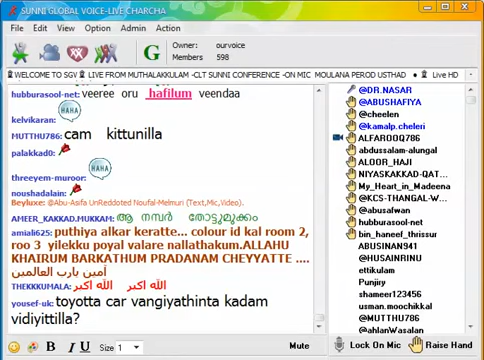 SUNNI GLOBAL VOICE-LIVE CHARCHA
File Edit View Option Admin Action
G
Owner: ourvoice
Members 598
WELCOME TO SGV LIVE FROM MUTHALAKKULAM -CLT SUNNI CONFERENCE -ON MIC MOULANA PEROD USTHAD Live HD
hubburasool-net: veeree oru hafilum veendaa
kelvikaran: HAHA
MUTTHU786: cam kittunilla
palakkad0:
threeyem-muroor: HAHA
noushadalain:
Beyluxe: @Abu-Asifa UnReddoted Noufal-Melmuri (Text,Mic,Video).
AMEER_KAKKAD.MUKKAM: ആ നമ്പർ തോട്ടുമുക്കം
amiali625: puthiya alkar keratte... colour id kal room 2,
roo 3 yilekku poyal valare nallathakum.ALLAHU
KHAIRUM BARKATHUM PRADANAM CHEYYATTE ....
آمين يارب العالمين
THEKKKUMALA: الله اكبر الله اكبر
yousef-uk: toyotta car vangiyathinta kadam
vidiyittilla?
@DR.NASAR
@ABUSHAFIYA
@cheelen
@kamalp.cheleri
ALFAROOQ786
abdussalam-alungal
ALOOR_HAJI
NIYASKAKKAD-QAT...
My_Heart_in_Madeena
@KCS-THANGAL-W...
@abusafwan
hubburasool-net
bin_haneef_thrissur
ABUSINAN941
@HUSAINRINU
ettikulam
Punjiiy
shameer123456
usman.moochikkal
@MUTTHU786
@ahlanWasalan
B I U Size 1 Mute Lock On Mic Raise Hand